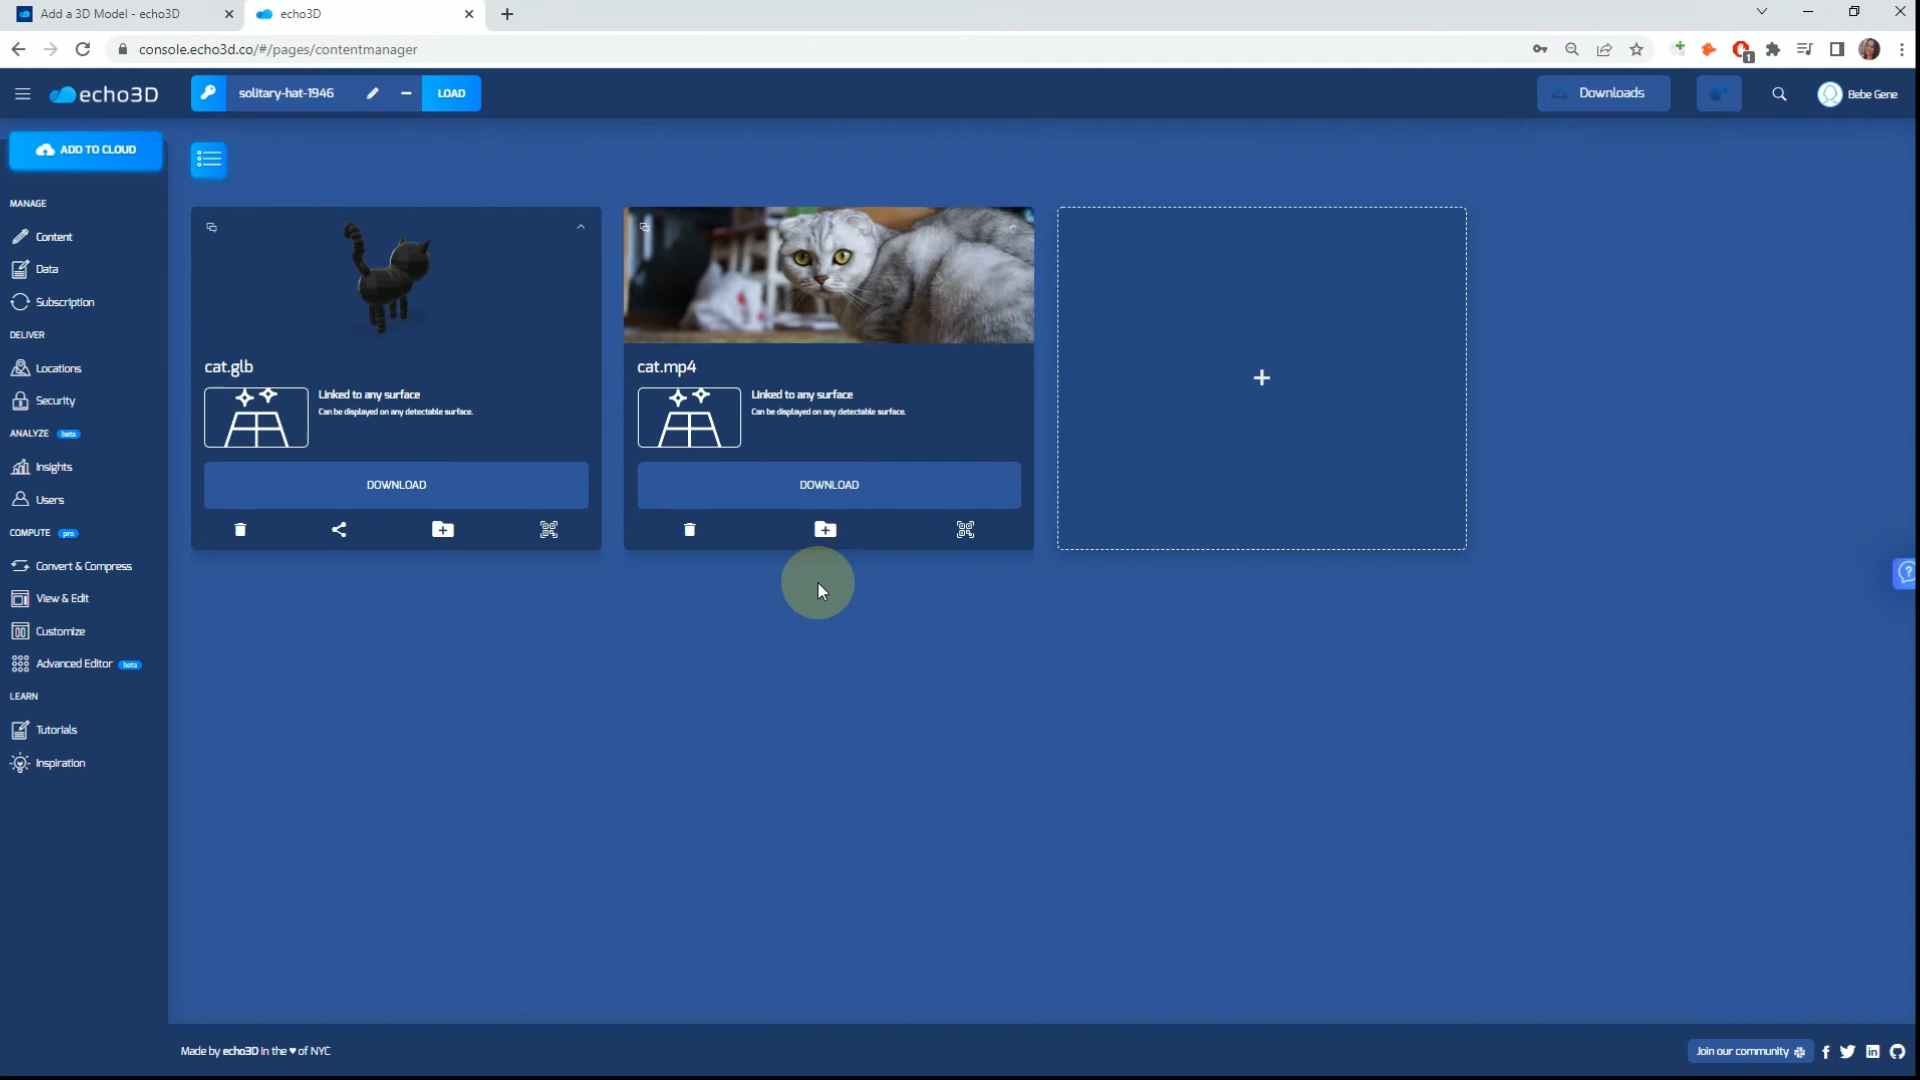 Add a 3D Model - echo3D
echo3D
console.echo3d.co/#/pages/contentmanager
1
echo3D
solitary-hat-1946
LOAD
Downloads
Bebe Gene
ADD TO CLOUD
MANAGE
Content
Data
Subscription
DELIVER
Locations
Security
ANALYZE beta
Insights
Users
COMPUTE pro
Convert & Compress
View & Edit
Customize
Advanced Editor beta
LEARN
Tutorials
Inspiration
cat.glb
Linked to any surface
Can be displayed on any detectable surface.
DOWNLOAD
cat.mp4
Linked to any surface
Can be displayed on any detectable surface.
DOWNLOAD
Made by echo3D in the ♥ of NYC
Join our community